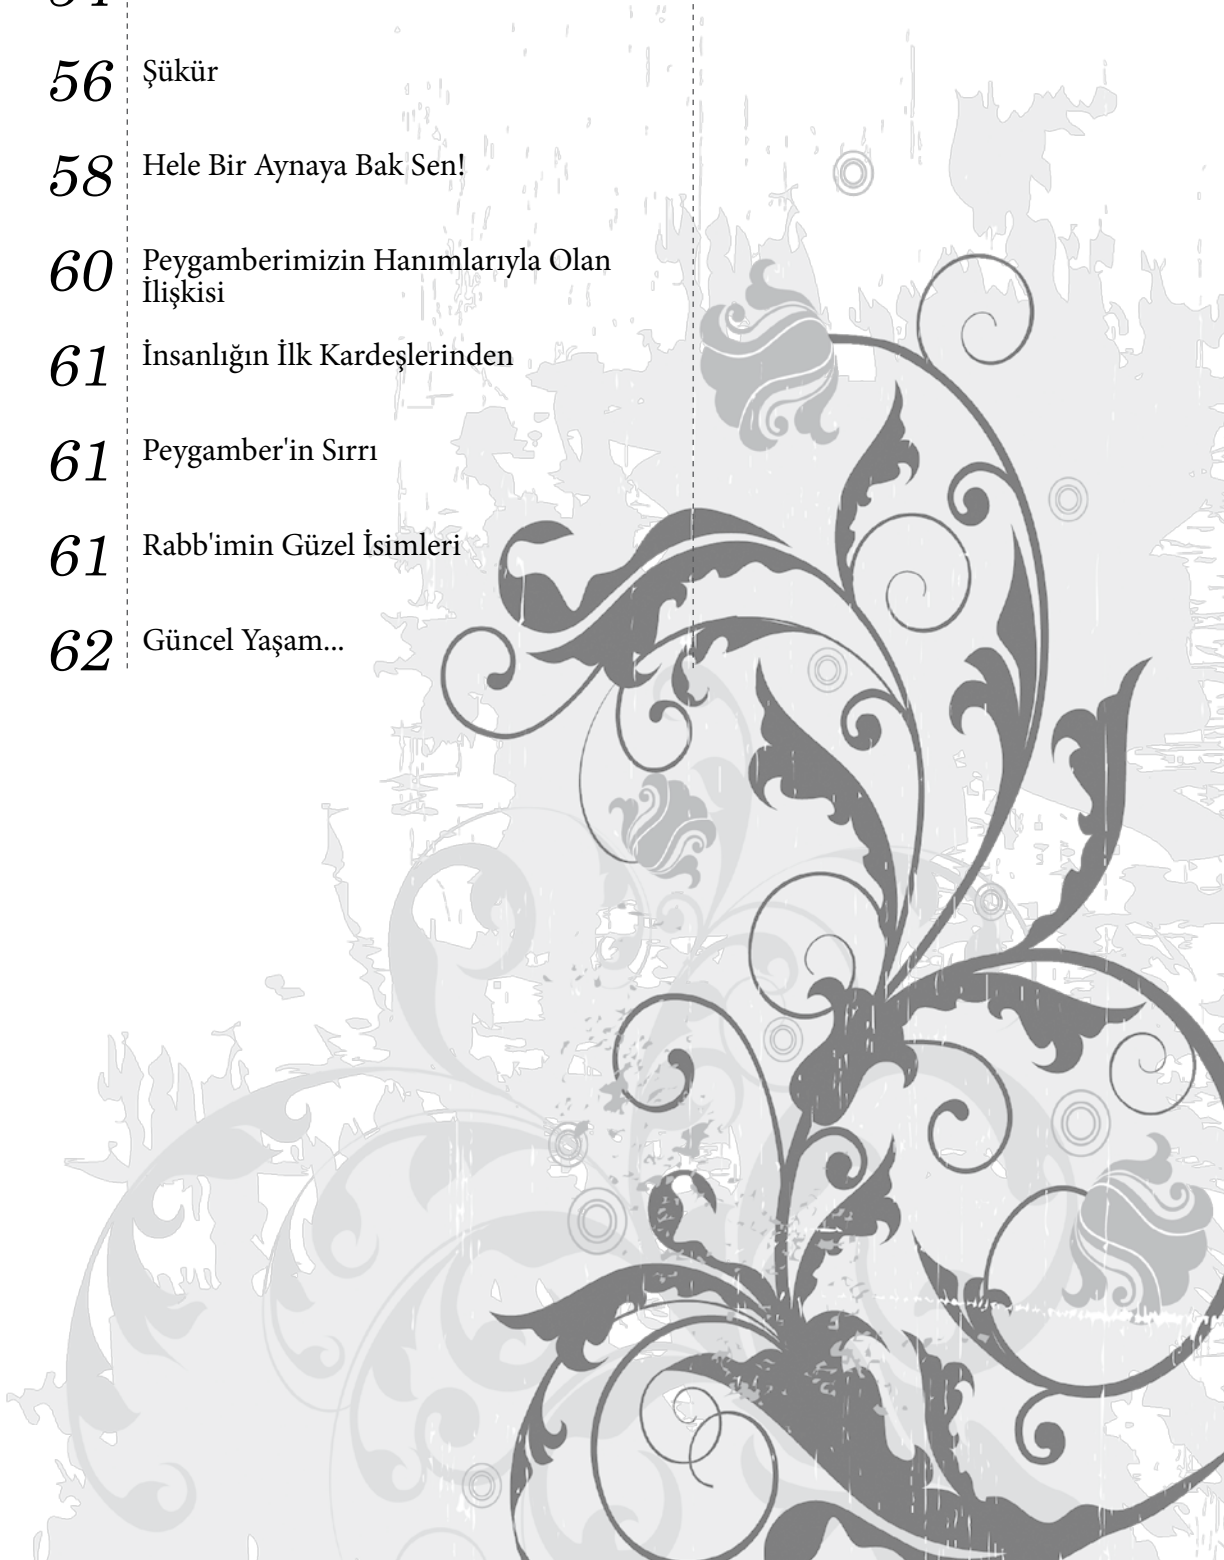 56 Şükür
58 Hele Bir Aynaya Bak Sen!
60 Peygamberimizin Hanımlarıyla Olan
İlişkisi
61 İnsanlığın İlk Kardeşlerinden
61 Peygamber'in Sırrı
61 Rabb'imin Güzel İsimleri
62 Güncel Yaşam...